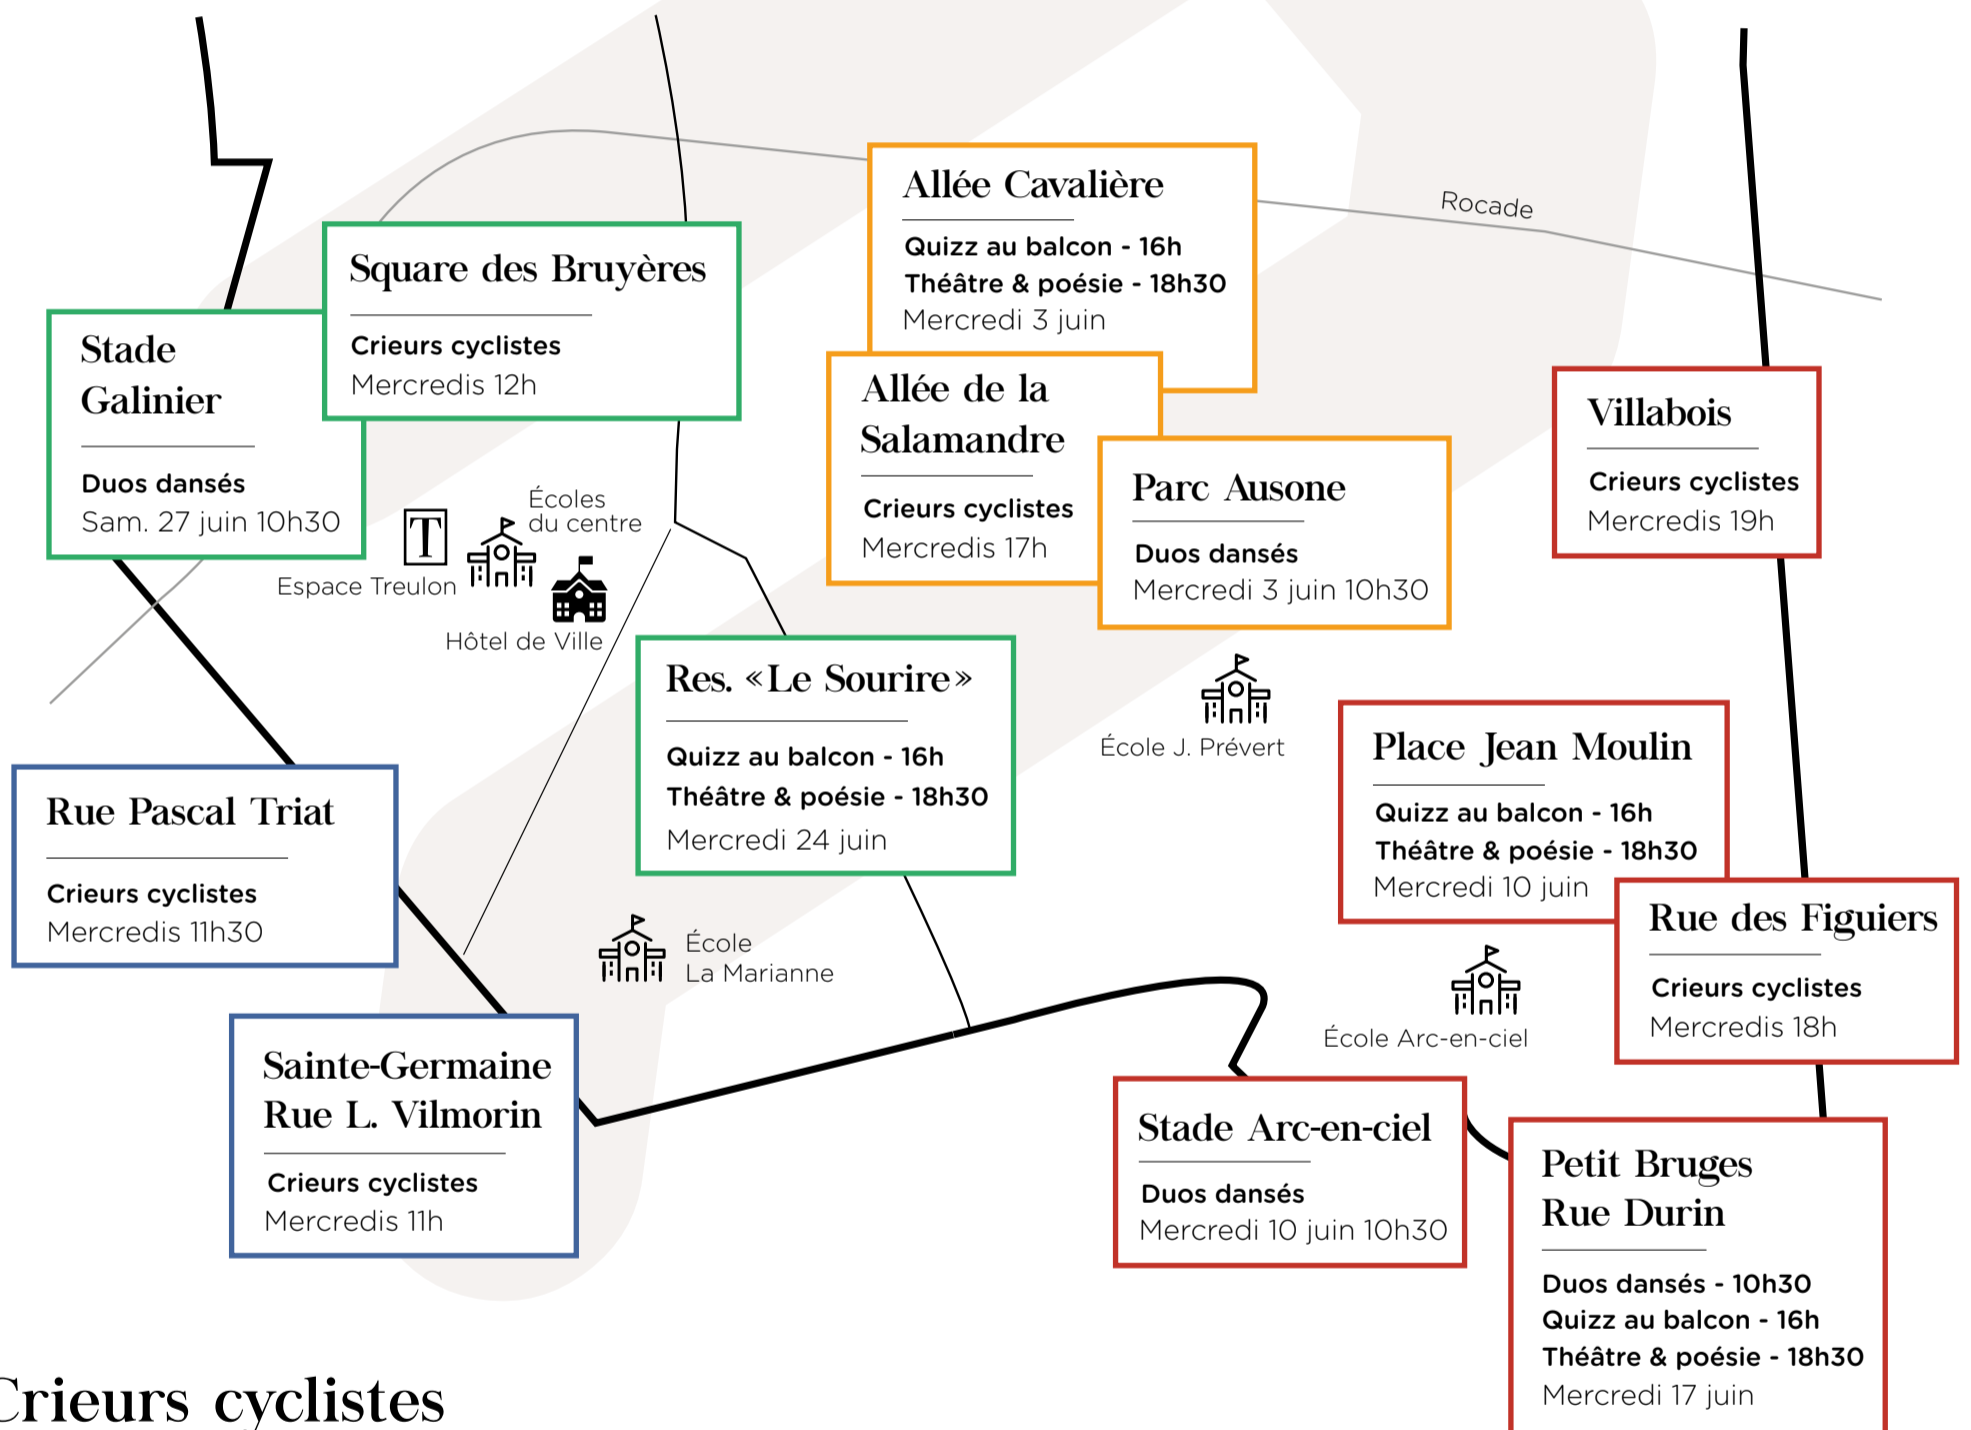 Allée Cavalière
Quizz au balcon - 16h
Théâtre & poésie - 18h30
Mercredi 3 juin
Rocade
Square des Bruyères
Crieurs cyclistes
Mercredis 12h
Stade
Galinier
Duos dansés
Sam. 27 juin 10h30
Allée de la
Salamandre
Crieurs cyclistes
Mercredis 17h
Parc Ausone
Duos dansés
Mercredi 3 juin 10h30
Villabois
Crieurs cyclistes
Mercredis 19h
Écoles
du centre
T
Espace Treulon
Hôtel de Ville
Res. «Le Sourire»
Quizz au balcon - 16h
Théâtre & poésie - 18h30
Mercredi 24 juin
École J. Prévert
Place Jean Moulin
Quizz au balcon - 16h
Théâtre & poésie - 18h30
Mercredi 10 juin
Rue Pascal Triat
Crieurs cyclistes
Mercredis 11h30
École
La Marianne
Rue des Figuiers
Crieurs cyclistes
Mercredis 18h
École Arc-en-ciel
Sainte-Germaine
Rue L. Vilmorin
Crieurs cyclistes
Mercredis 11h
Stade Arc-en-ciel
Duos dansés
Mercredi 10 juin 10h30
Petit Bruges
Rue Durin
Duos dansés - 10h30
Quizz au balcon - 16h
Théâtre & poésie - 18h30
Mercredi 17 juin
Crieurs cyclistes